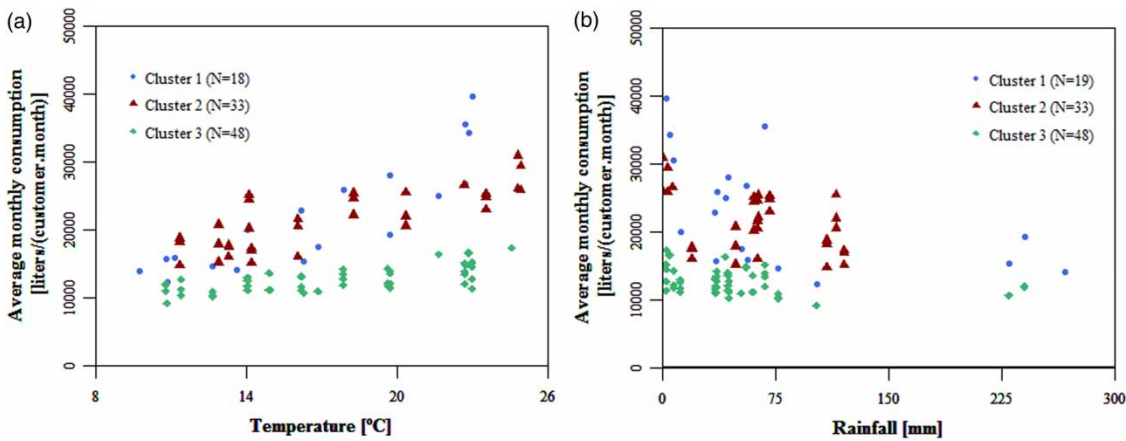 (a)
Average monthly consumption
[liters/(customer.month)]
50000
40000
30000
20000
10000
0
Cluster 1 (N=18)
Cluster 2 (N=33)
Cluster 3 (N=48)
8
14
20
26
Temperature [ºC]
(b)
Average monthly consumption
[liters/(customer.month)]
50000
40000
30000
20000
10000
0
Cluster 1 (N=19)
Cluster 2 (N=33)
Cluster 3 (N=48)
0
75
150
225
300
Rainfall [mm]